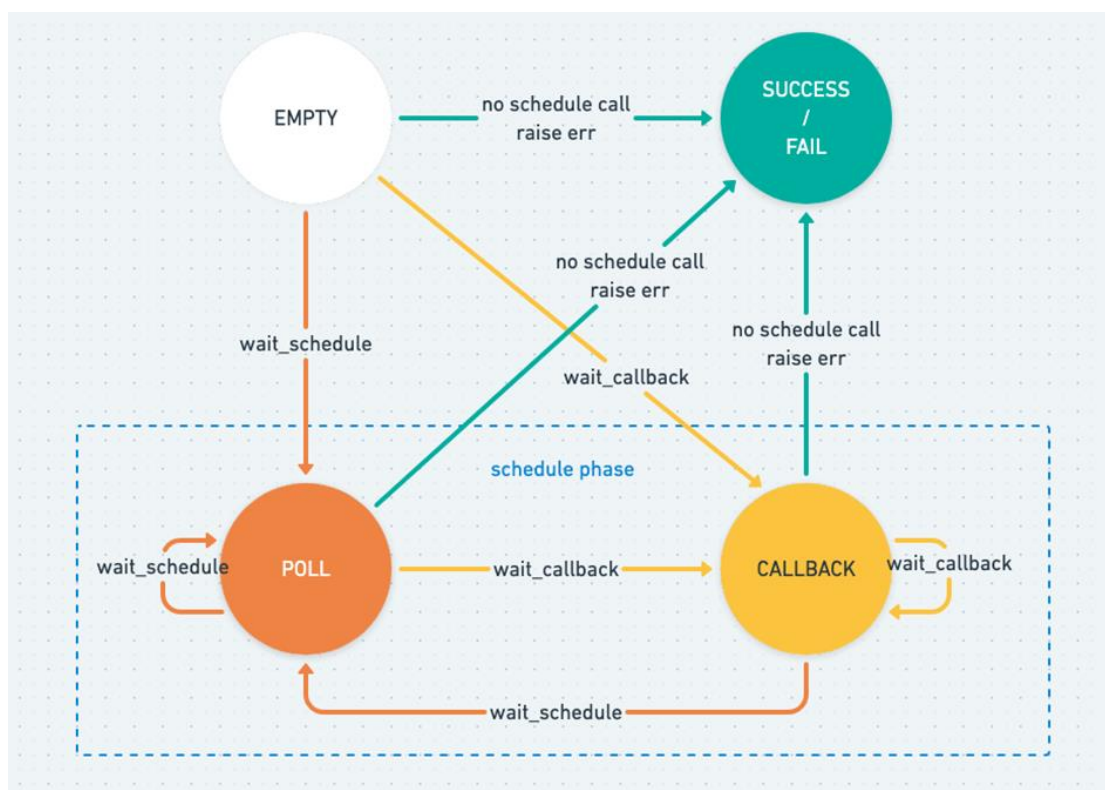 EMPTY
SUCCESS
/
FAIL
no schedule call
raise err
no schedule call
raise err
wait_schedule
no schedule call
raise err
wait_callback
schedule phase
wait_schedule
POLL
wait_callback
CALLBACK
wait_callback
wait_schedule